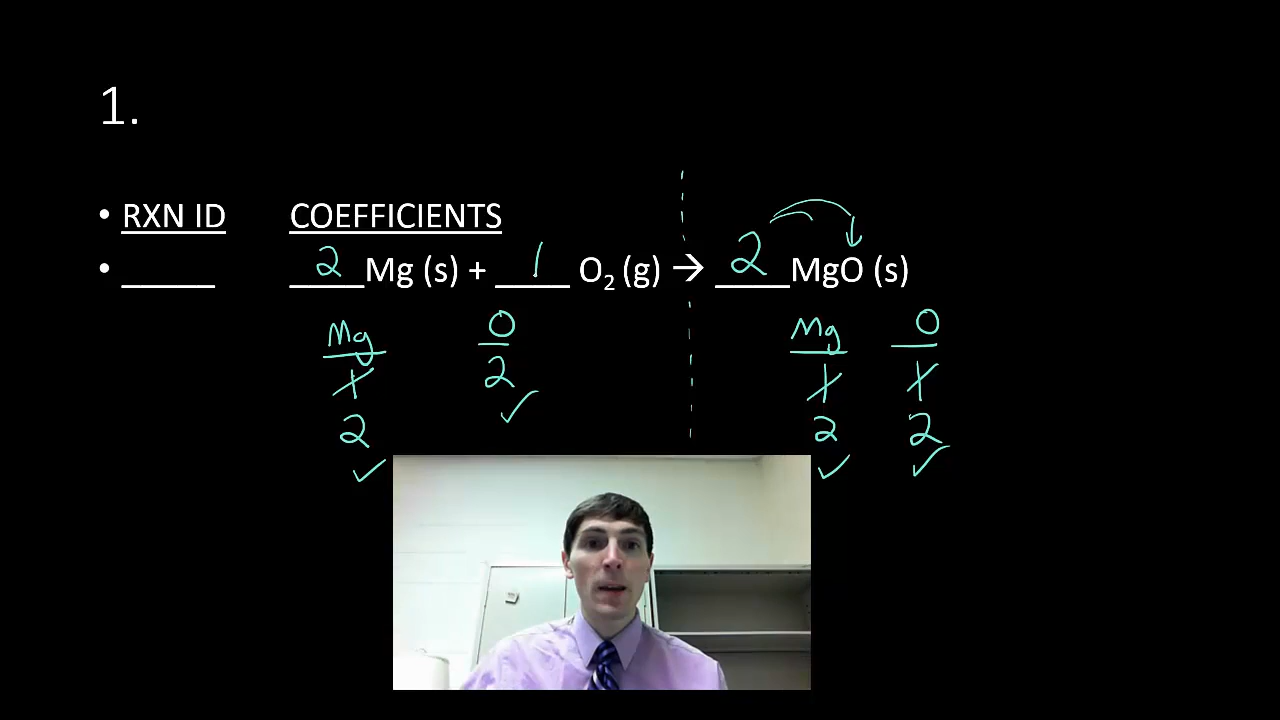 1.
• RXN ID COEFFICIENTS
• _____ 2 Mg (s) + 1 O₂ (g) → 2 MgO (s)
Mg O Mg O
1 2 1 1
2 2 2